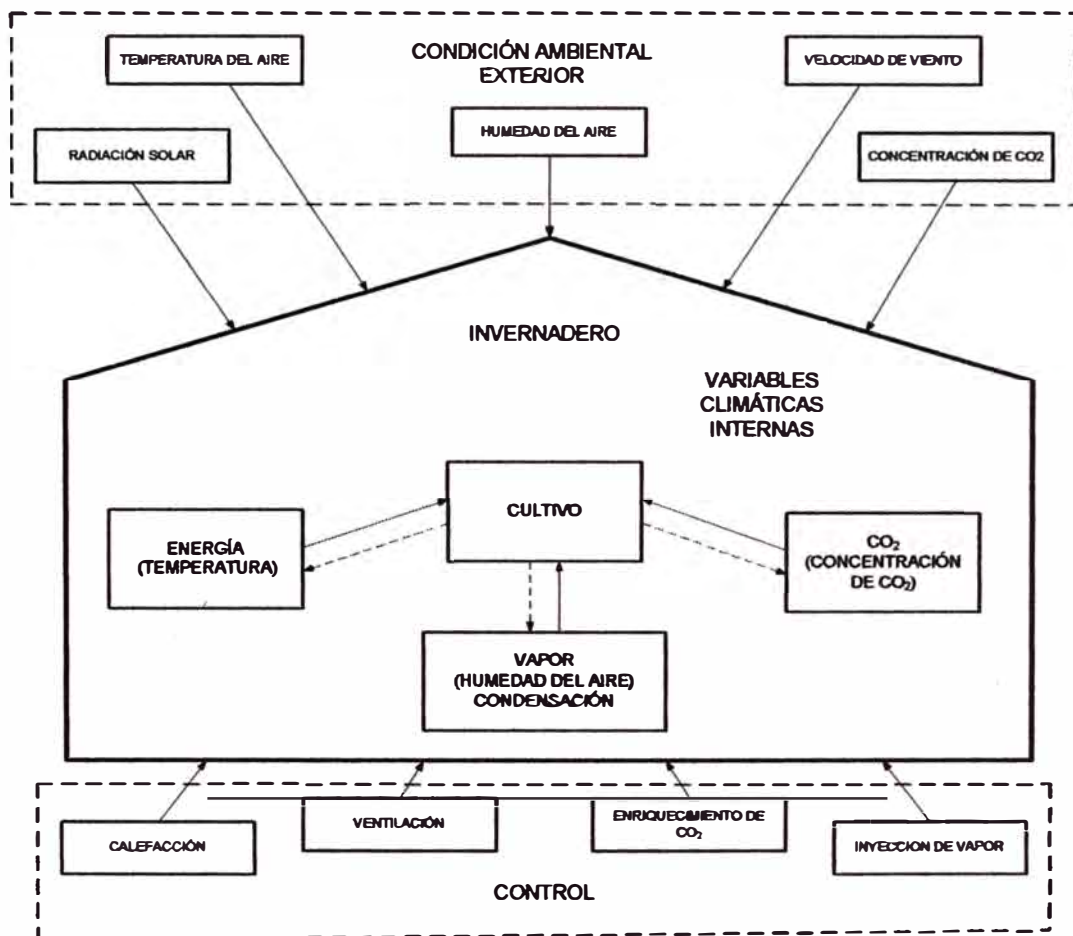 CONDICIÓN AMBIENTAL
EXTERIOR
TEMPERATURA DEL AIRE
VELOCIDAD DE VIENTO
HUMEDAD DEL AIRE
RADIACIÓN SOLAR
CONCENTRACIÓN DE CO2
INVERNADERO
VARIABLES
CLIMÁTICAS
INTERNAS
CULTIVO
ENERGÍA
(TEMPERATURA)
CO₂
(CONCENTRACIÓN
DE CO₂)
VAPOR
(HUMEDAD DEL AIRE)
CONDENSACIÓN
CALEFACCIÓN
VENTILACIÓN
ENRIQUECIMIENTO DE
CO₂
INYECCION DE VAPOR
CONTROL